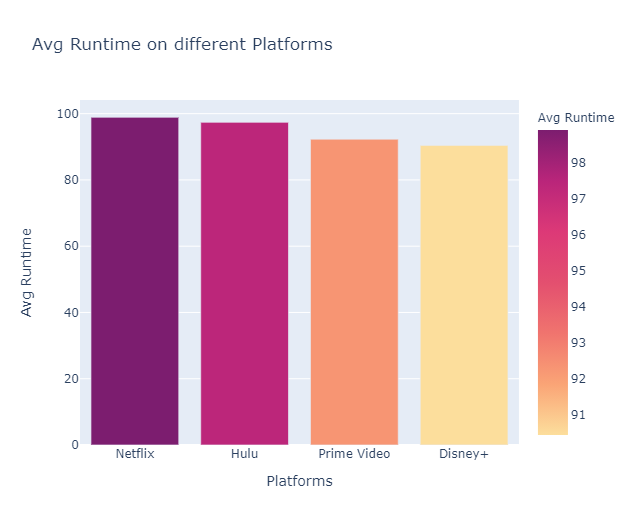 Avg Runtime on different Platforms
Avg Runtime
100
80
60
40
20
0
Netflix
Hulu
Prime Video
Disney+
Platforms
Avg Runtime
98
97
96
95
94
93
92
91